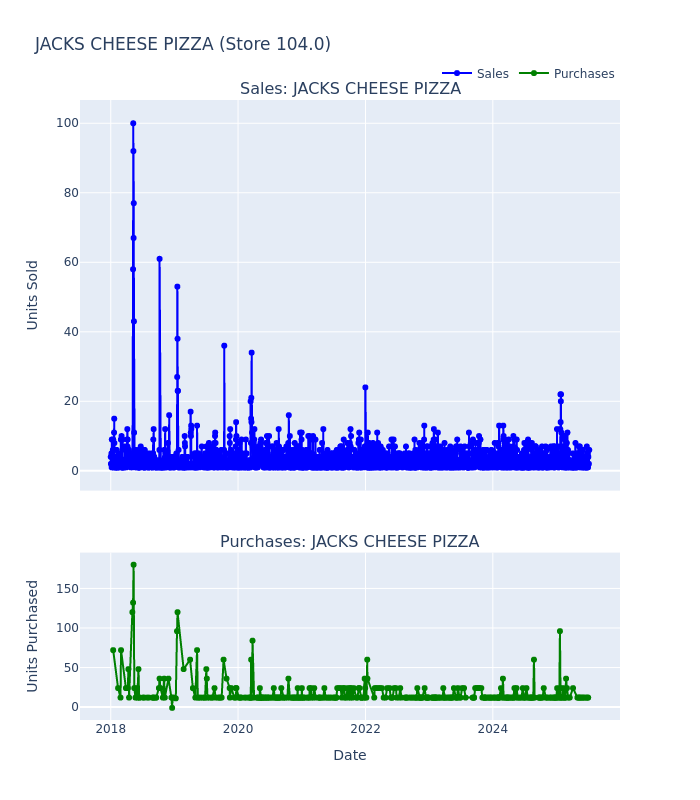 JACKS CHEESE PIZZA (Store 104.0)
Sales
Purchases
Sales: JACKS CHEESE PIZZA
100
80
60
40
20
0
Units Sold
Purchases: JACKS CHEESE PIZZA
150
100
50
0
Units Purchased
2018
2020
2022
2024
Date